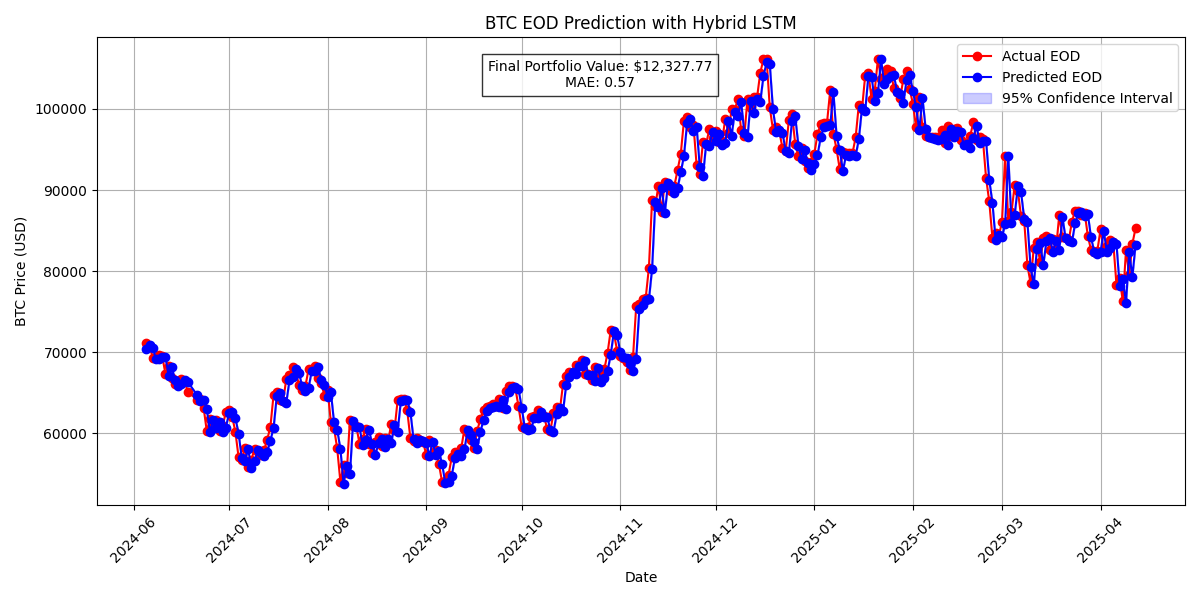 BTC EOD Prediction with Hybrid LSTM
Final Portfolio Value: $12,327.77
MAE: 0.57
Actual EOD
Predicted EOD
95% Confidence Interval
BTC Price (USD)
100000
90000
80000
70000
60000
2024-06
2024-07
2024-08
2024-09
2024-10
2024-11
2024-12
2025-01
2025-02
2025-03
2025-04
Date